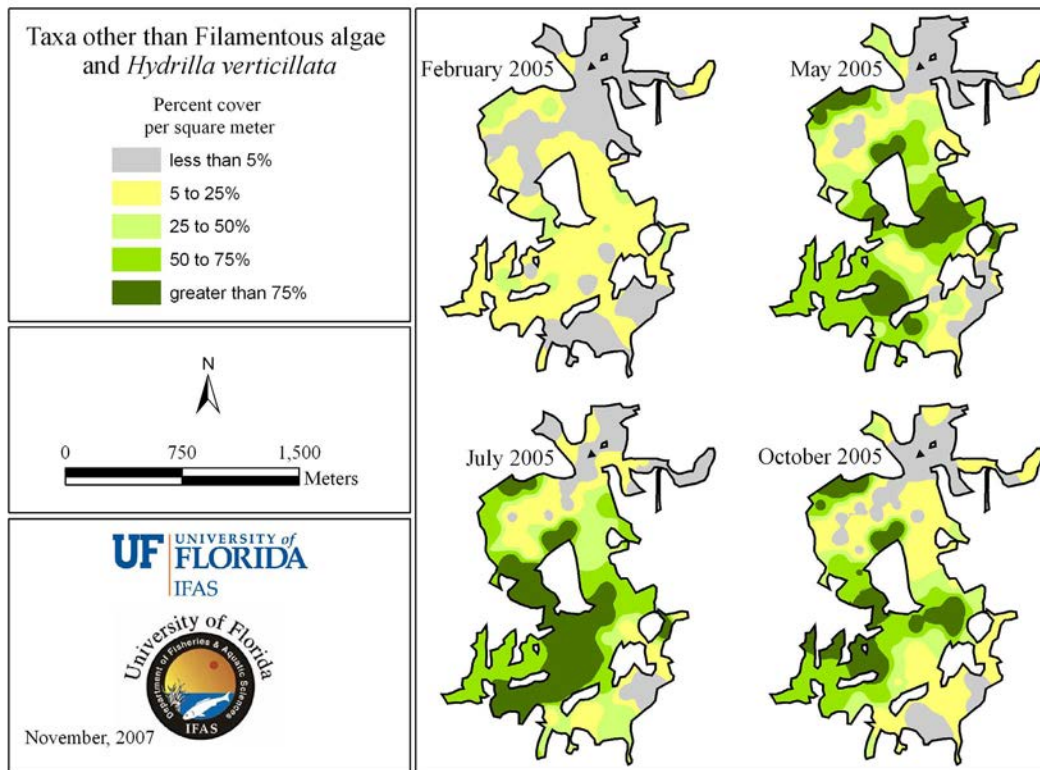 Taxa other than Filamentous algae
and Hydrilla verticillata
Percent cover
per square meter
less than 5%
5 to 25%
25 to 50%
50 to 75%
greater than 75%
N
0 750 1,500
Meters
UF UNIVERSITY of
FLORIDA
IFAS
University of Florida
Department of Fisheries & Aquatic Sciences
IFAS
November, 2007
February 2005
May 2005
July 2005
October 2005